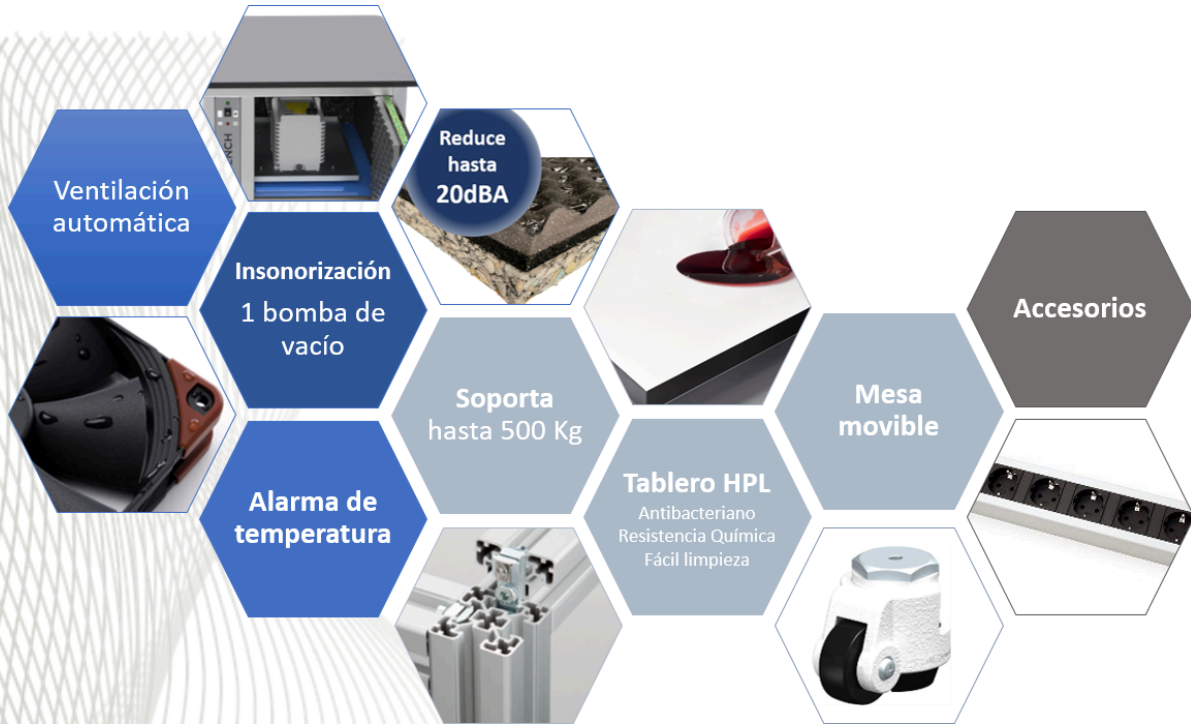 Ventilación
automática
NCH
Reduce
hasta
20dBA
Insonorización
1 bomba de
vacío
Alarma de
temperatura
Soporta
hasta 500 Kg
Tablero HPL
Antibacteriano
Resistencia Química
Fácil limpieza
Mesa
movible
Accesorios